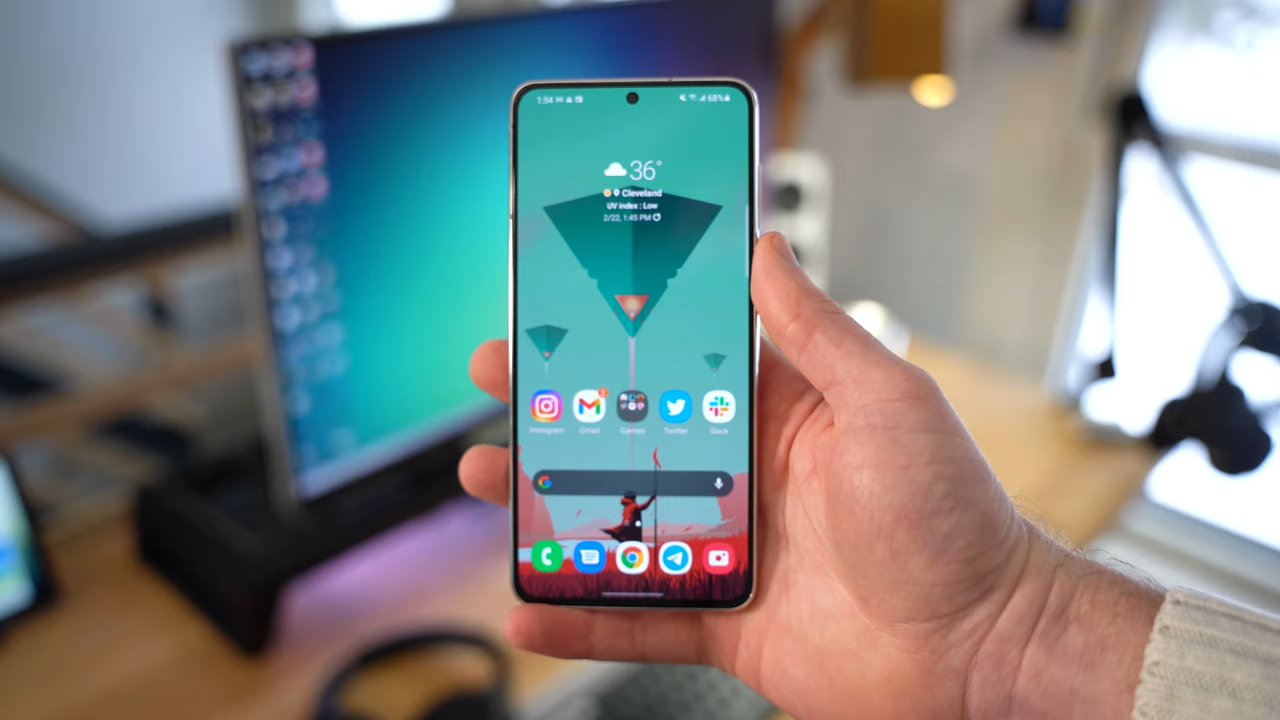 1:54
68%
36°
Cleveland
UV index : Low
2/22, 1:45 PM
Instagram
Gmail
Games
Twitter
Slack